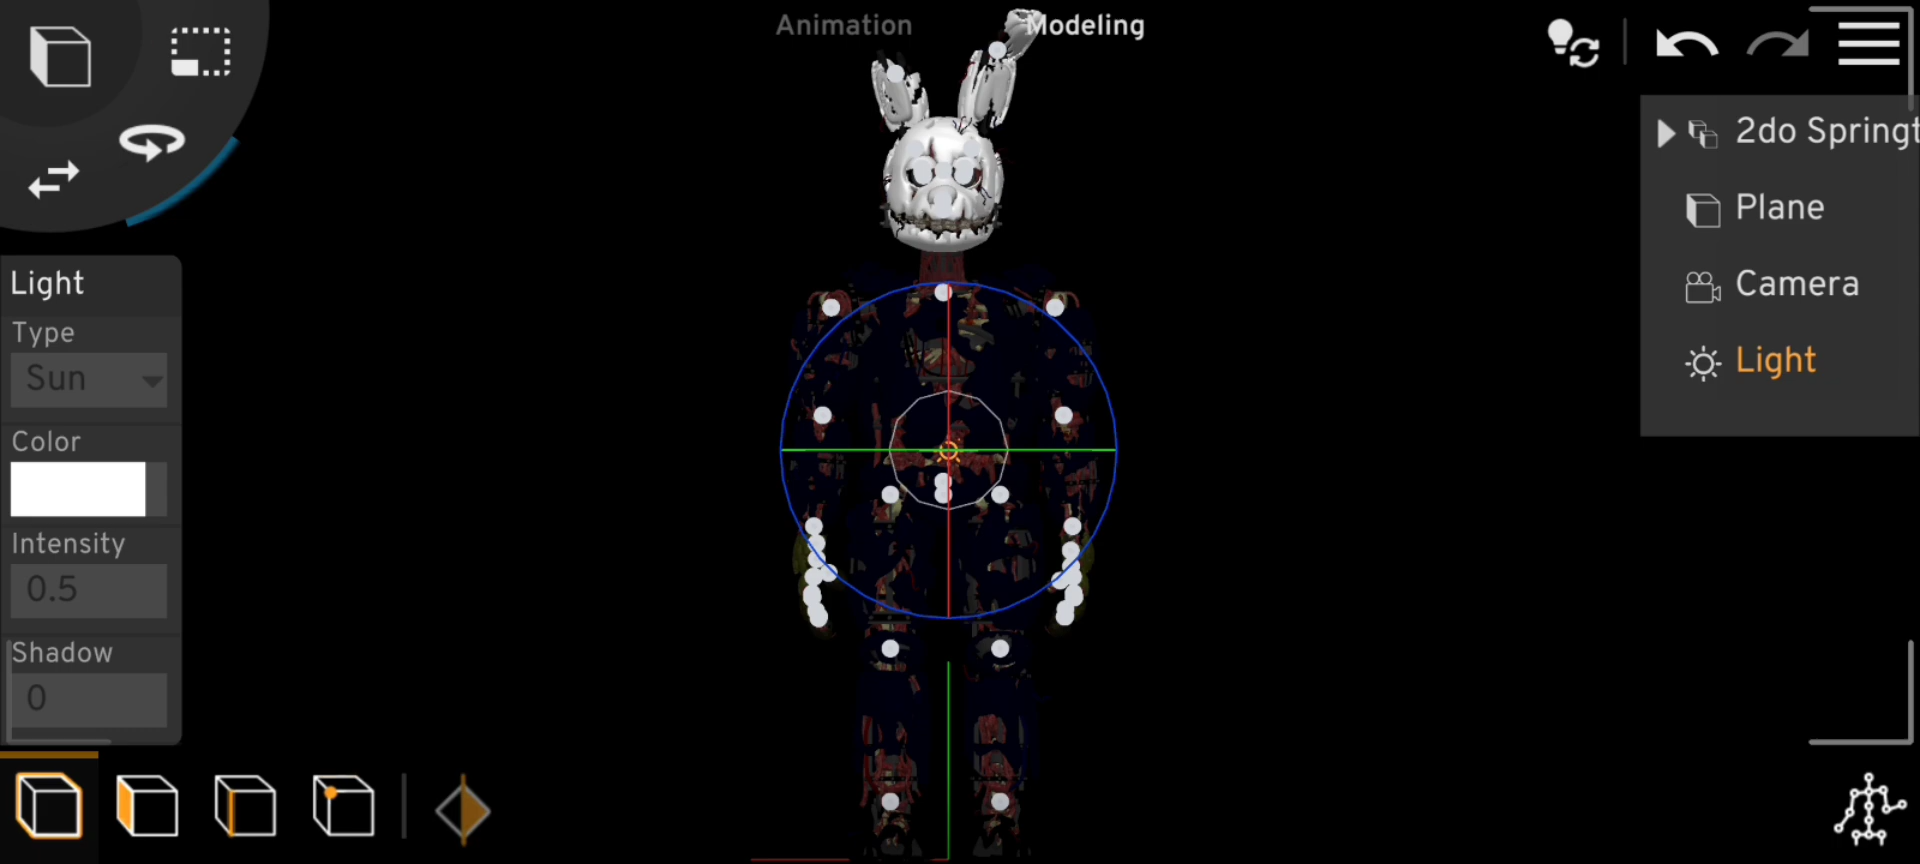 Animation
Modeling
2do Springt
Plane
Camera
Light
Light
Type
Sun
Color
Intensity
0.5
Shadow
0